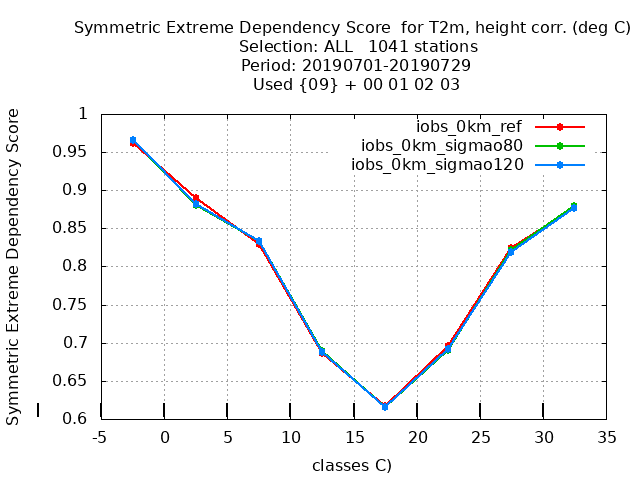 Symmetric Extreme Dependency Score  for T2m, height corr. (deg C)
Selection: ALL   1041 stations
Period: 20190701-20190729
Used {09} + 00 01 02 03
Symmetric Extreme Dependency Score
1
0.95
0.9
0.85
0.8
0.75
0.7
0.65
0.6
iobs_0km_ref
iobs_0km_sigmao80
iobs_0km_sigmao120
-5 0 5 10 15 20 25 30 35
classes C)